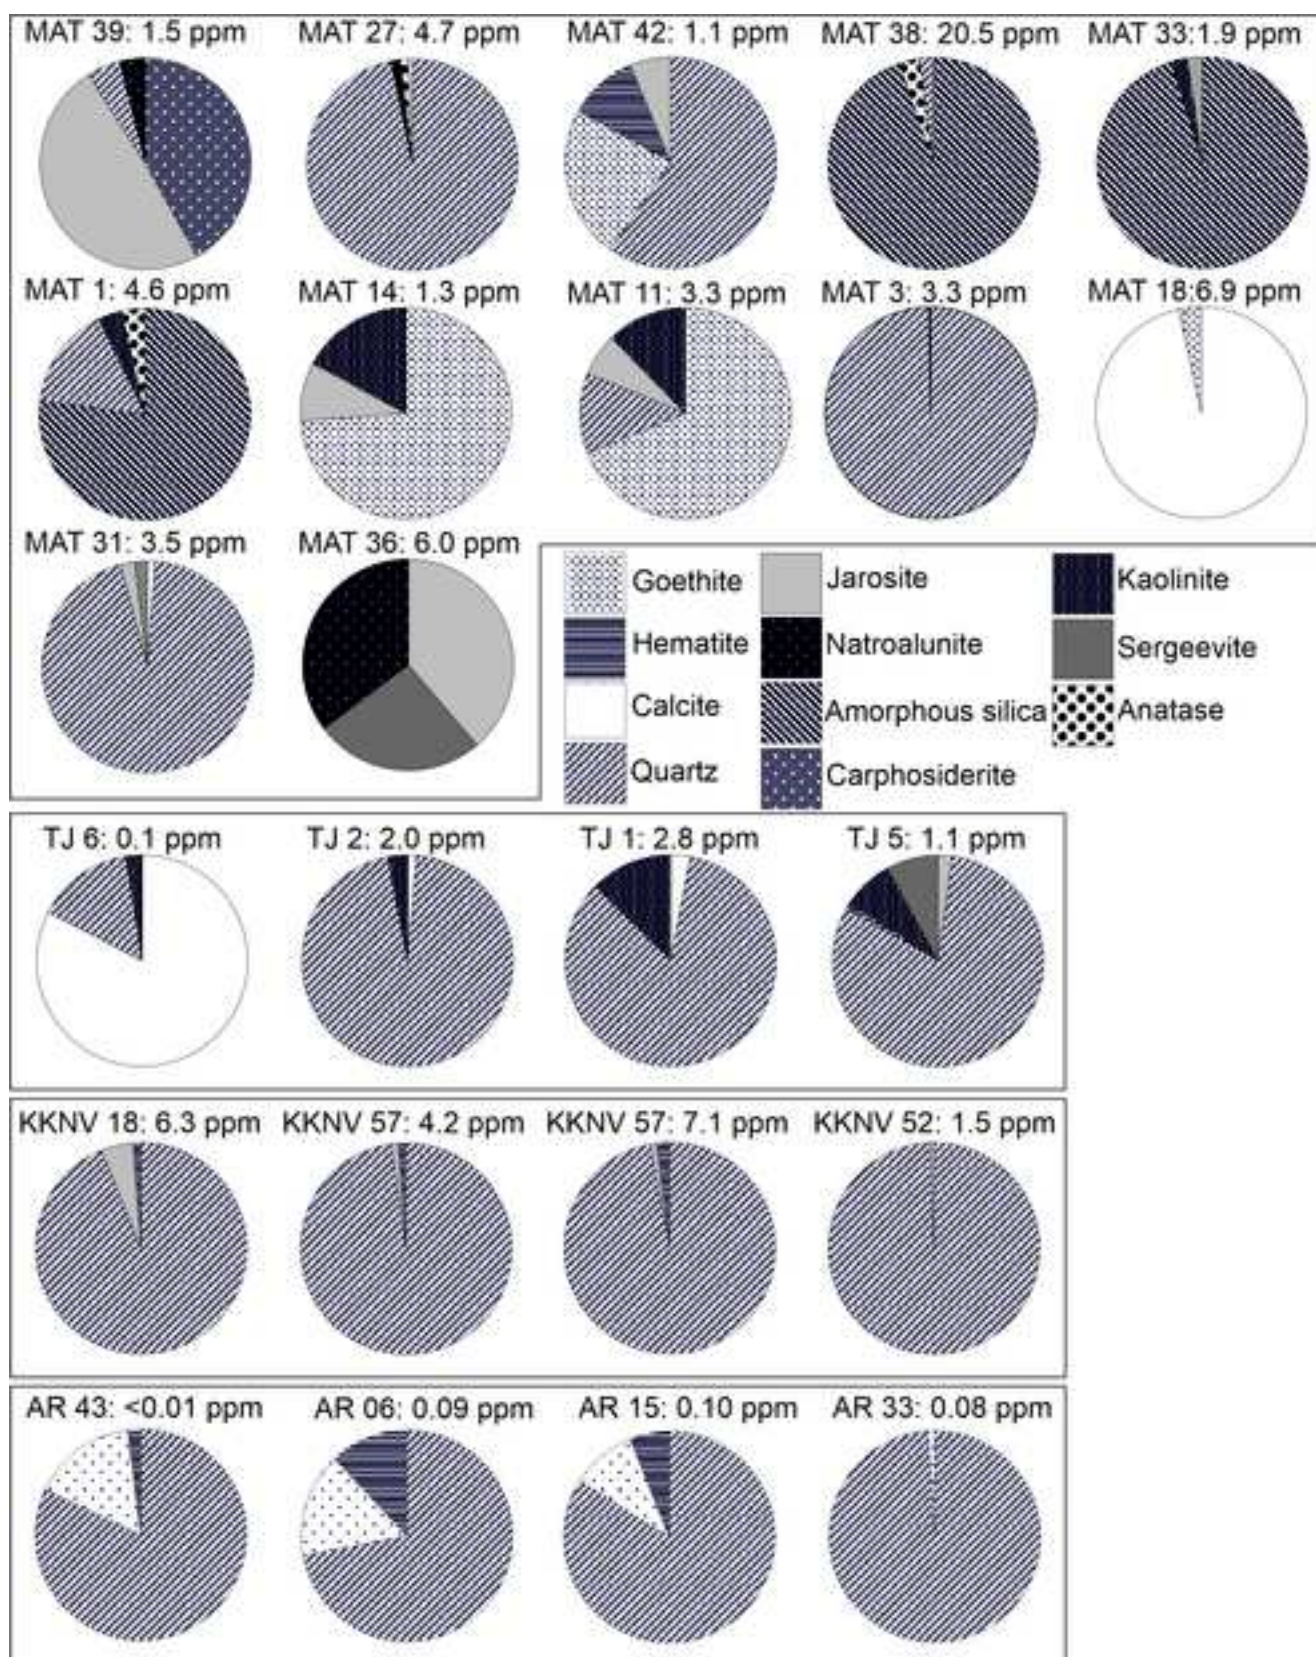 MAT 39: 1.5 ppm MAT 27: 4.7 ppm MAT 42: 1.1 ppm MAT 38: 20.5 ppm MAT 33:1.9 ppm
MAT 1: 4.6 ppm MAT 14: 1.3 ppm MAT 11: 3.3 ppm MAT 3: 3.3 ppm MAT 18:6.9 ppm
MAT 31: 3.5 ppm MAT 36: 6.0 ppm
Goethite Jarosite Kaolinite
Hematite Natroalunite Sergeevite
Calcite Amorphous silica Anatase
Quartz Carphosiderite
TJ 6: 0.1 ppm TJ 2: 2.0 ppm TJ 1: 2.8 ppm TJ 5: 1.1 ppm
KKNV 18: 6.3 ppm KKNV 57: 4.2 ppm KKNV 57: 7.1 ppm KKNV 52: 1.5 ppm
AR 43: <0.01 ppm AR 06: 0.09 ppm AR 15: 0.10 ppm AR 33: 0.08 ppm